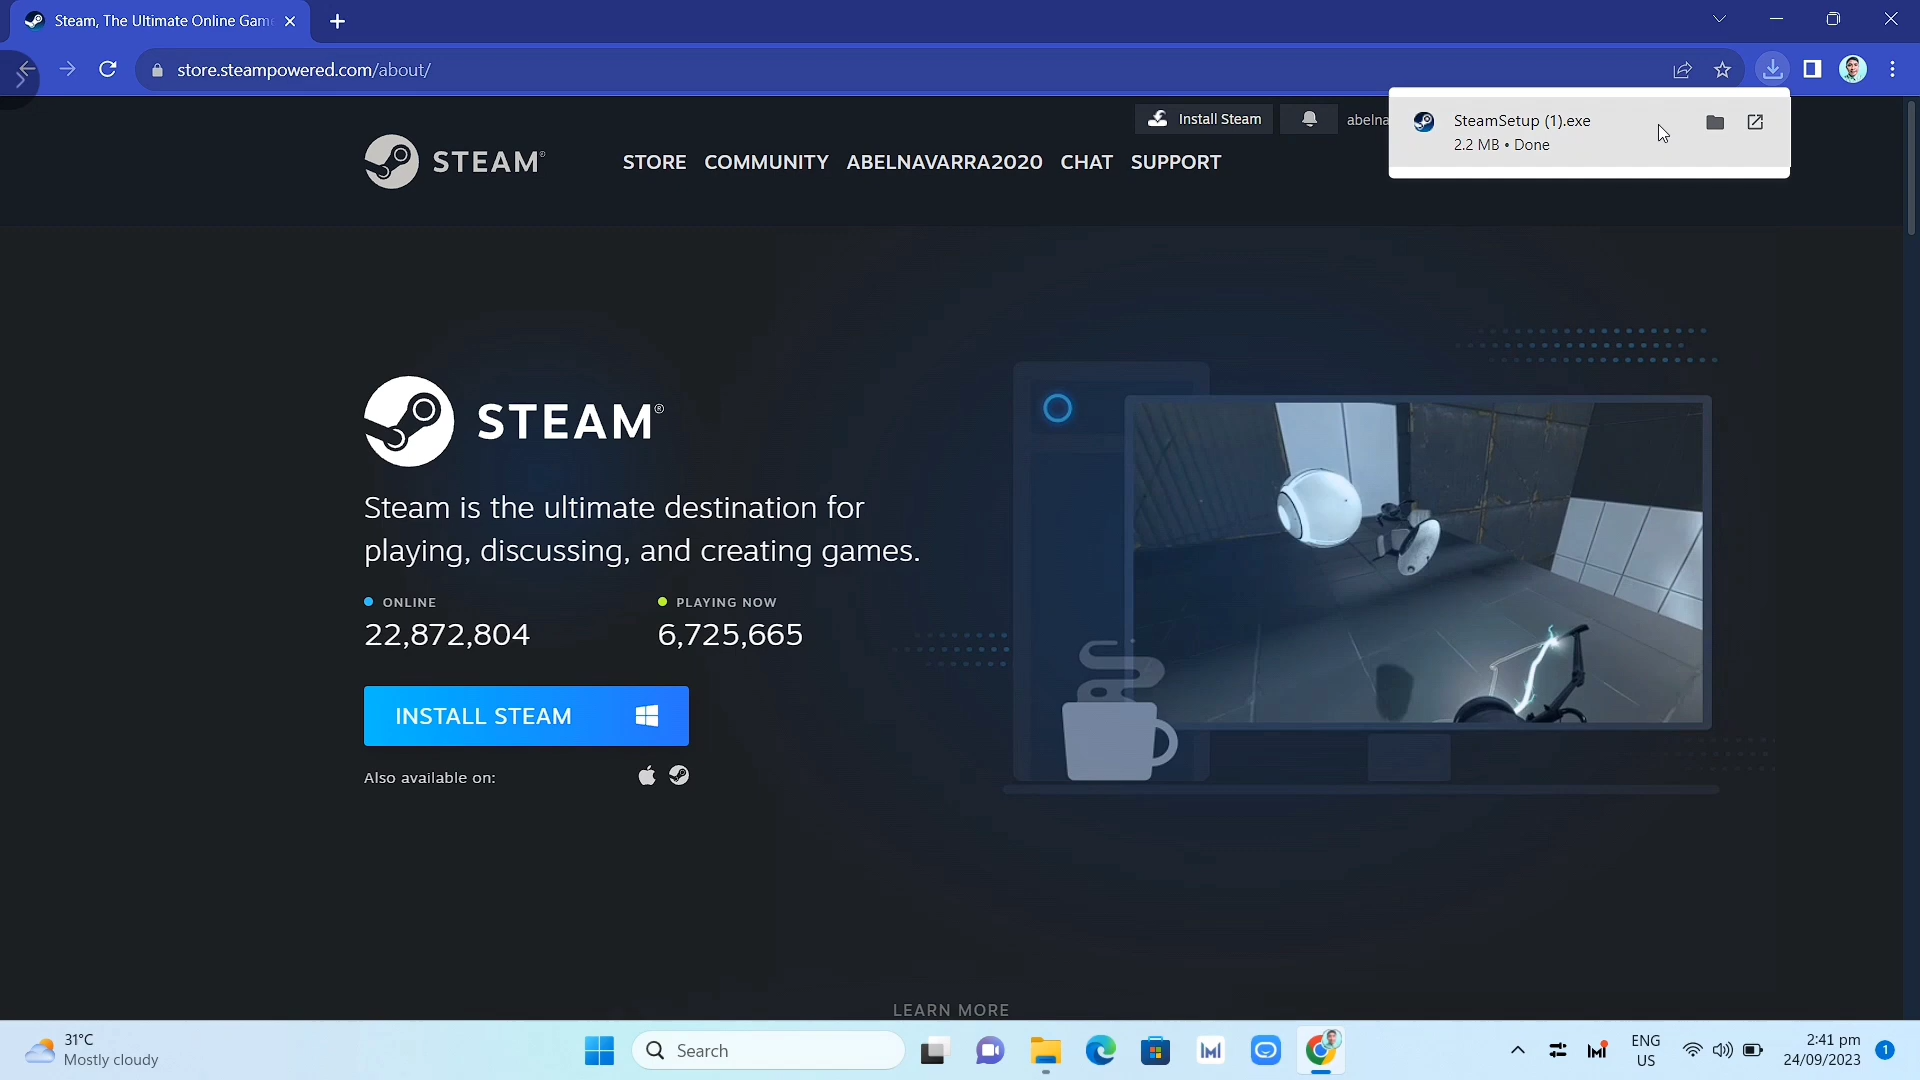 Steam, The Ultimate Online Game
store.steampowered.com/about/
Install Steam
abelna
SteamSetup (1).exe
2.2 MB • Done
STEAM®
STORE COMMUNITY ABELNAVARRA2020 CHAT SUPPORT
STEAM®
Steam is the ultimate destination for
playing, discussing, and creating games.
ONLINE
22,872,804
PLAYING NOW
6,725,665
INSTALL STEAM
Also available on:
LEARN MORE
31°C
Mostly cloudy
Search
ENG
US
2:41 pm
24/09/2023
1